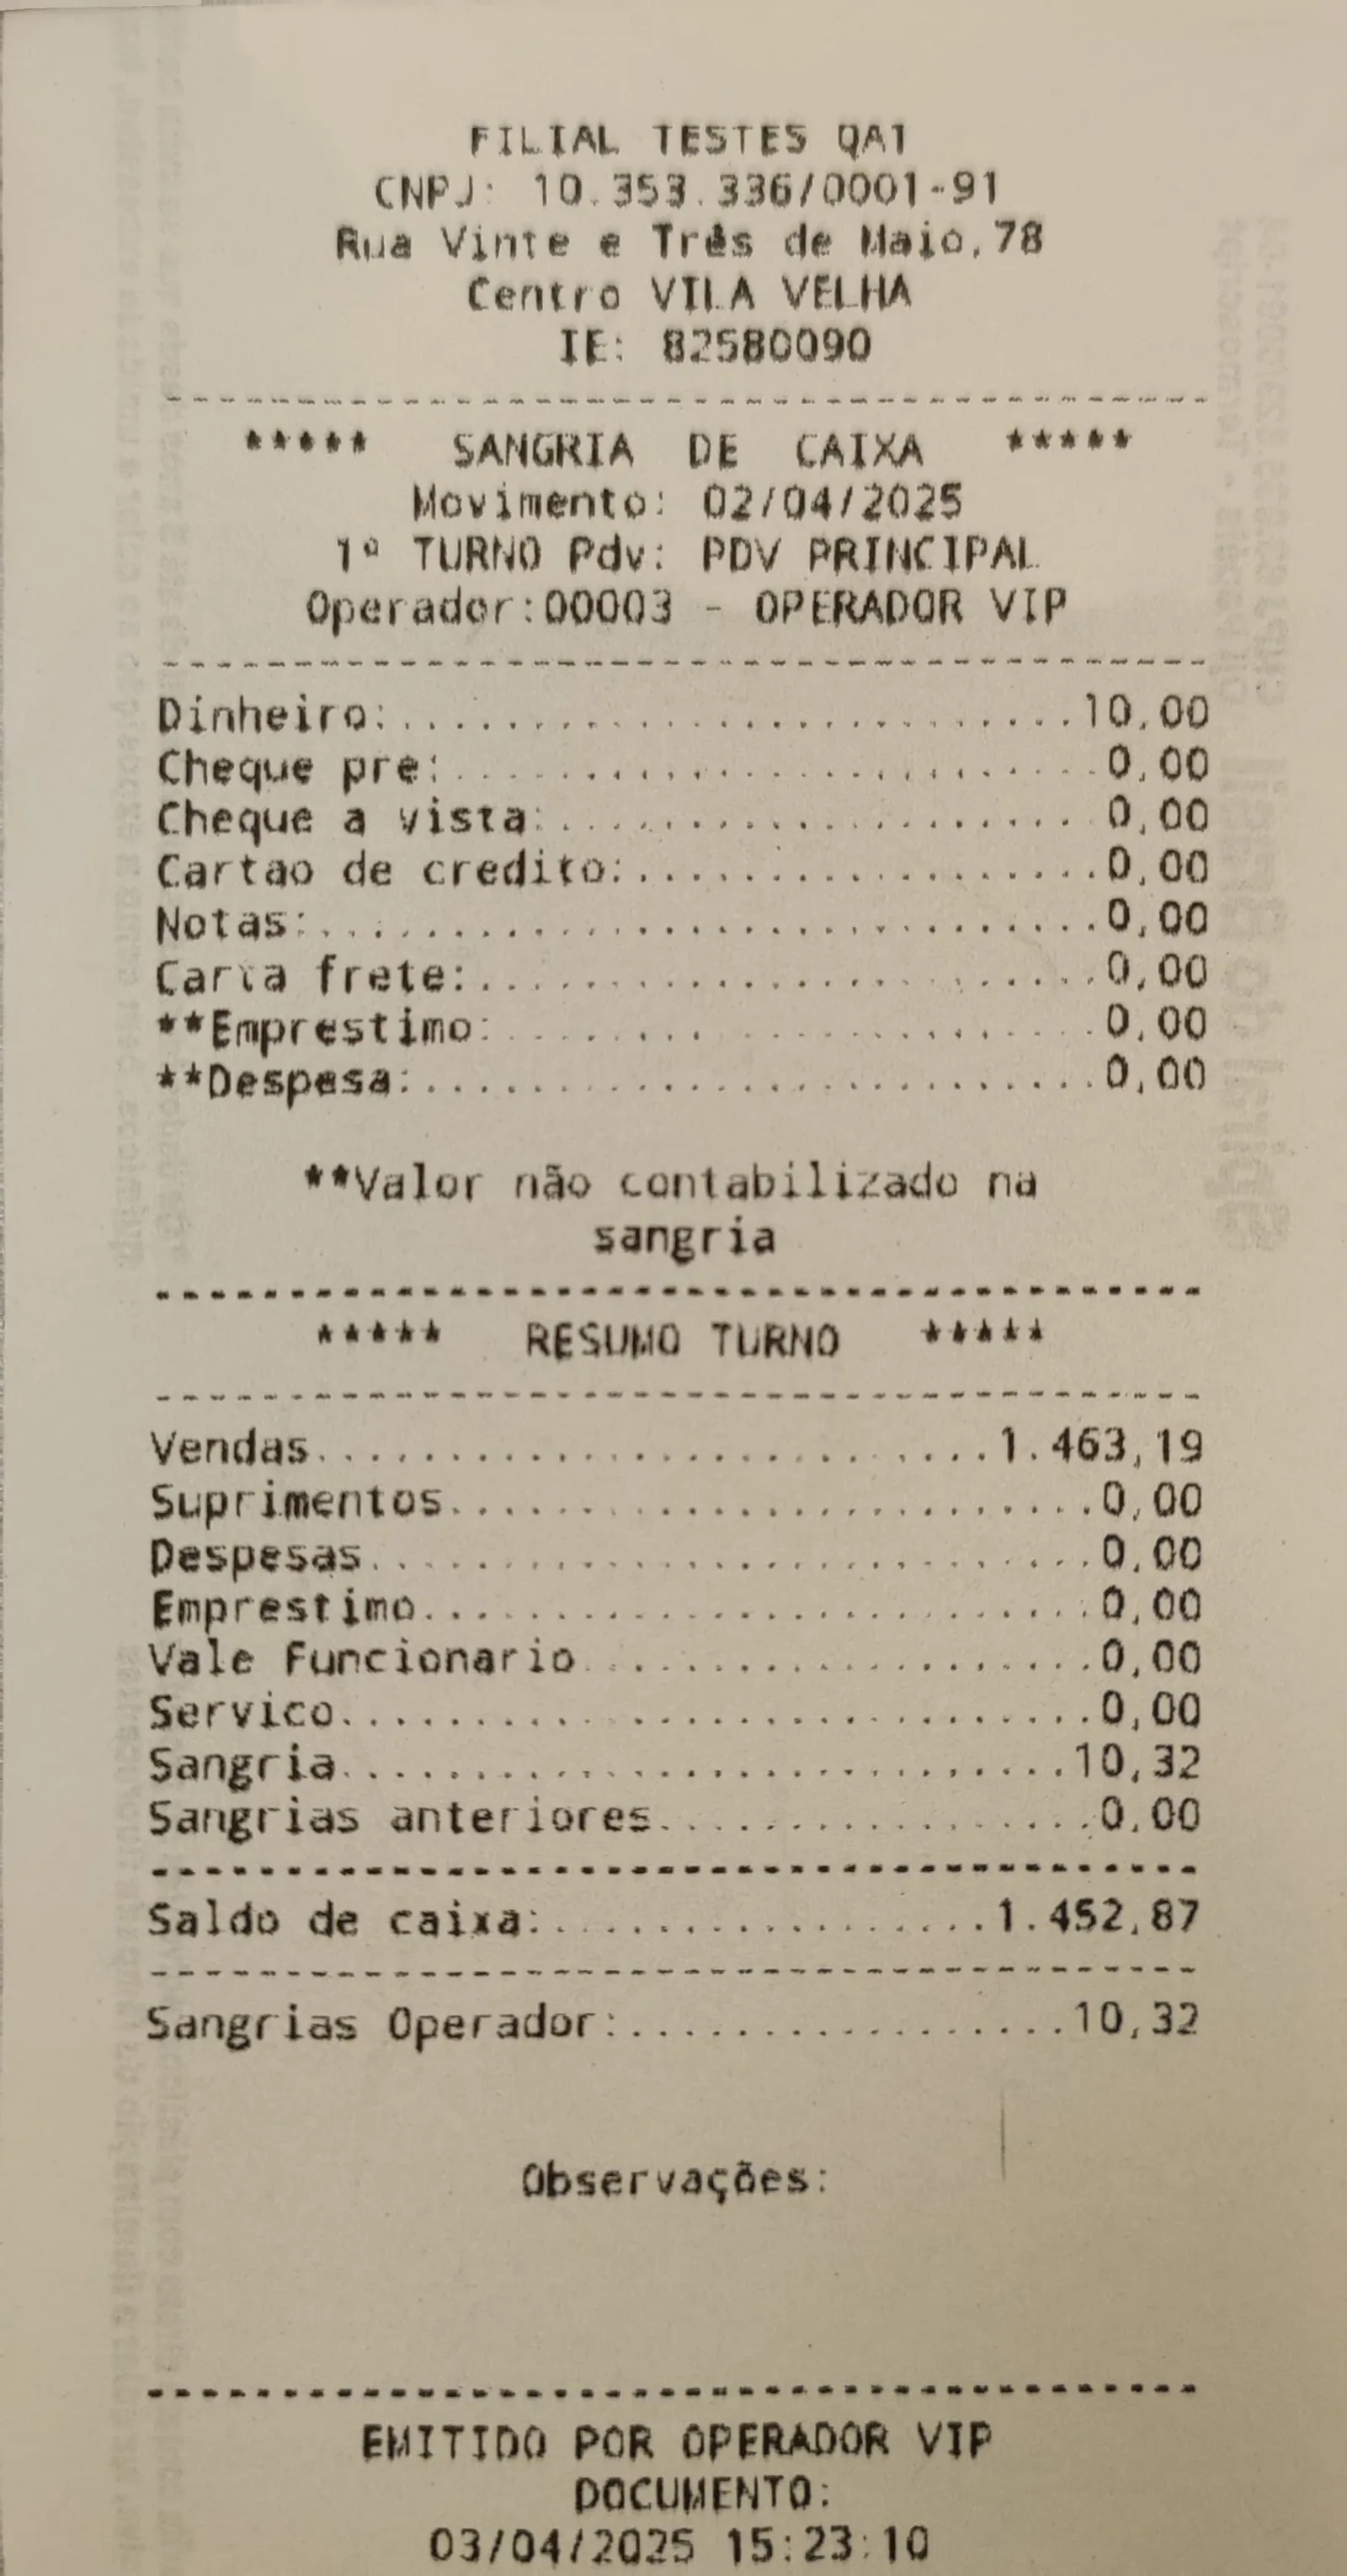 FILIAL TESTES QA1
CNPJ: 10.353.336/0001-91
Rua Vinte e Três de Maio,78
Centro VILA VELHA
IE: 82580090
***** SANGRIA DE CAIXA *****
Movimento: 02/04/2025
1º TURNO Pdv: PDV PRINCIPAL
Operador:00003 - OPERADOR VIP
Dinheiro:..........................10,00
Cheque pre:.........................0,00
Cheque a vista:.....................0,00
Cartao de credito:..................0,00
Notas:..............................0,00
Carta frete:........................0,00
**Emprestimo:.......................0,00
**Despesa:..........................0,00
**Valor não contabilizado na
sangria
***** RESUMO TURNO *****
Vendas..........................1.463,19
Suprimentos.........................0,00
Despesas............................0,00
Emprestimo..........................0,00
Vale Funcionario....................0,00
Servico.............................0,00
Sangria............................10,32
Sangrias anteriores.................0,00
Saldo de caixa:.................1.452,87
Sangrias Operador:.................10,32
Observações:
EMITIDO POR OPERADOR VIP
DOCUMENTO:
03/04/2025 15:23:10